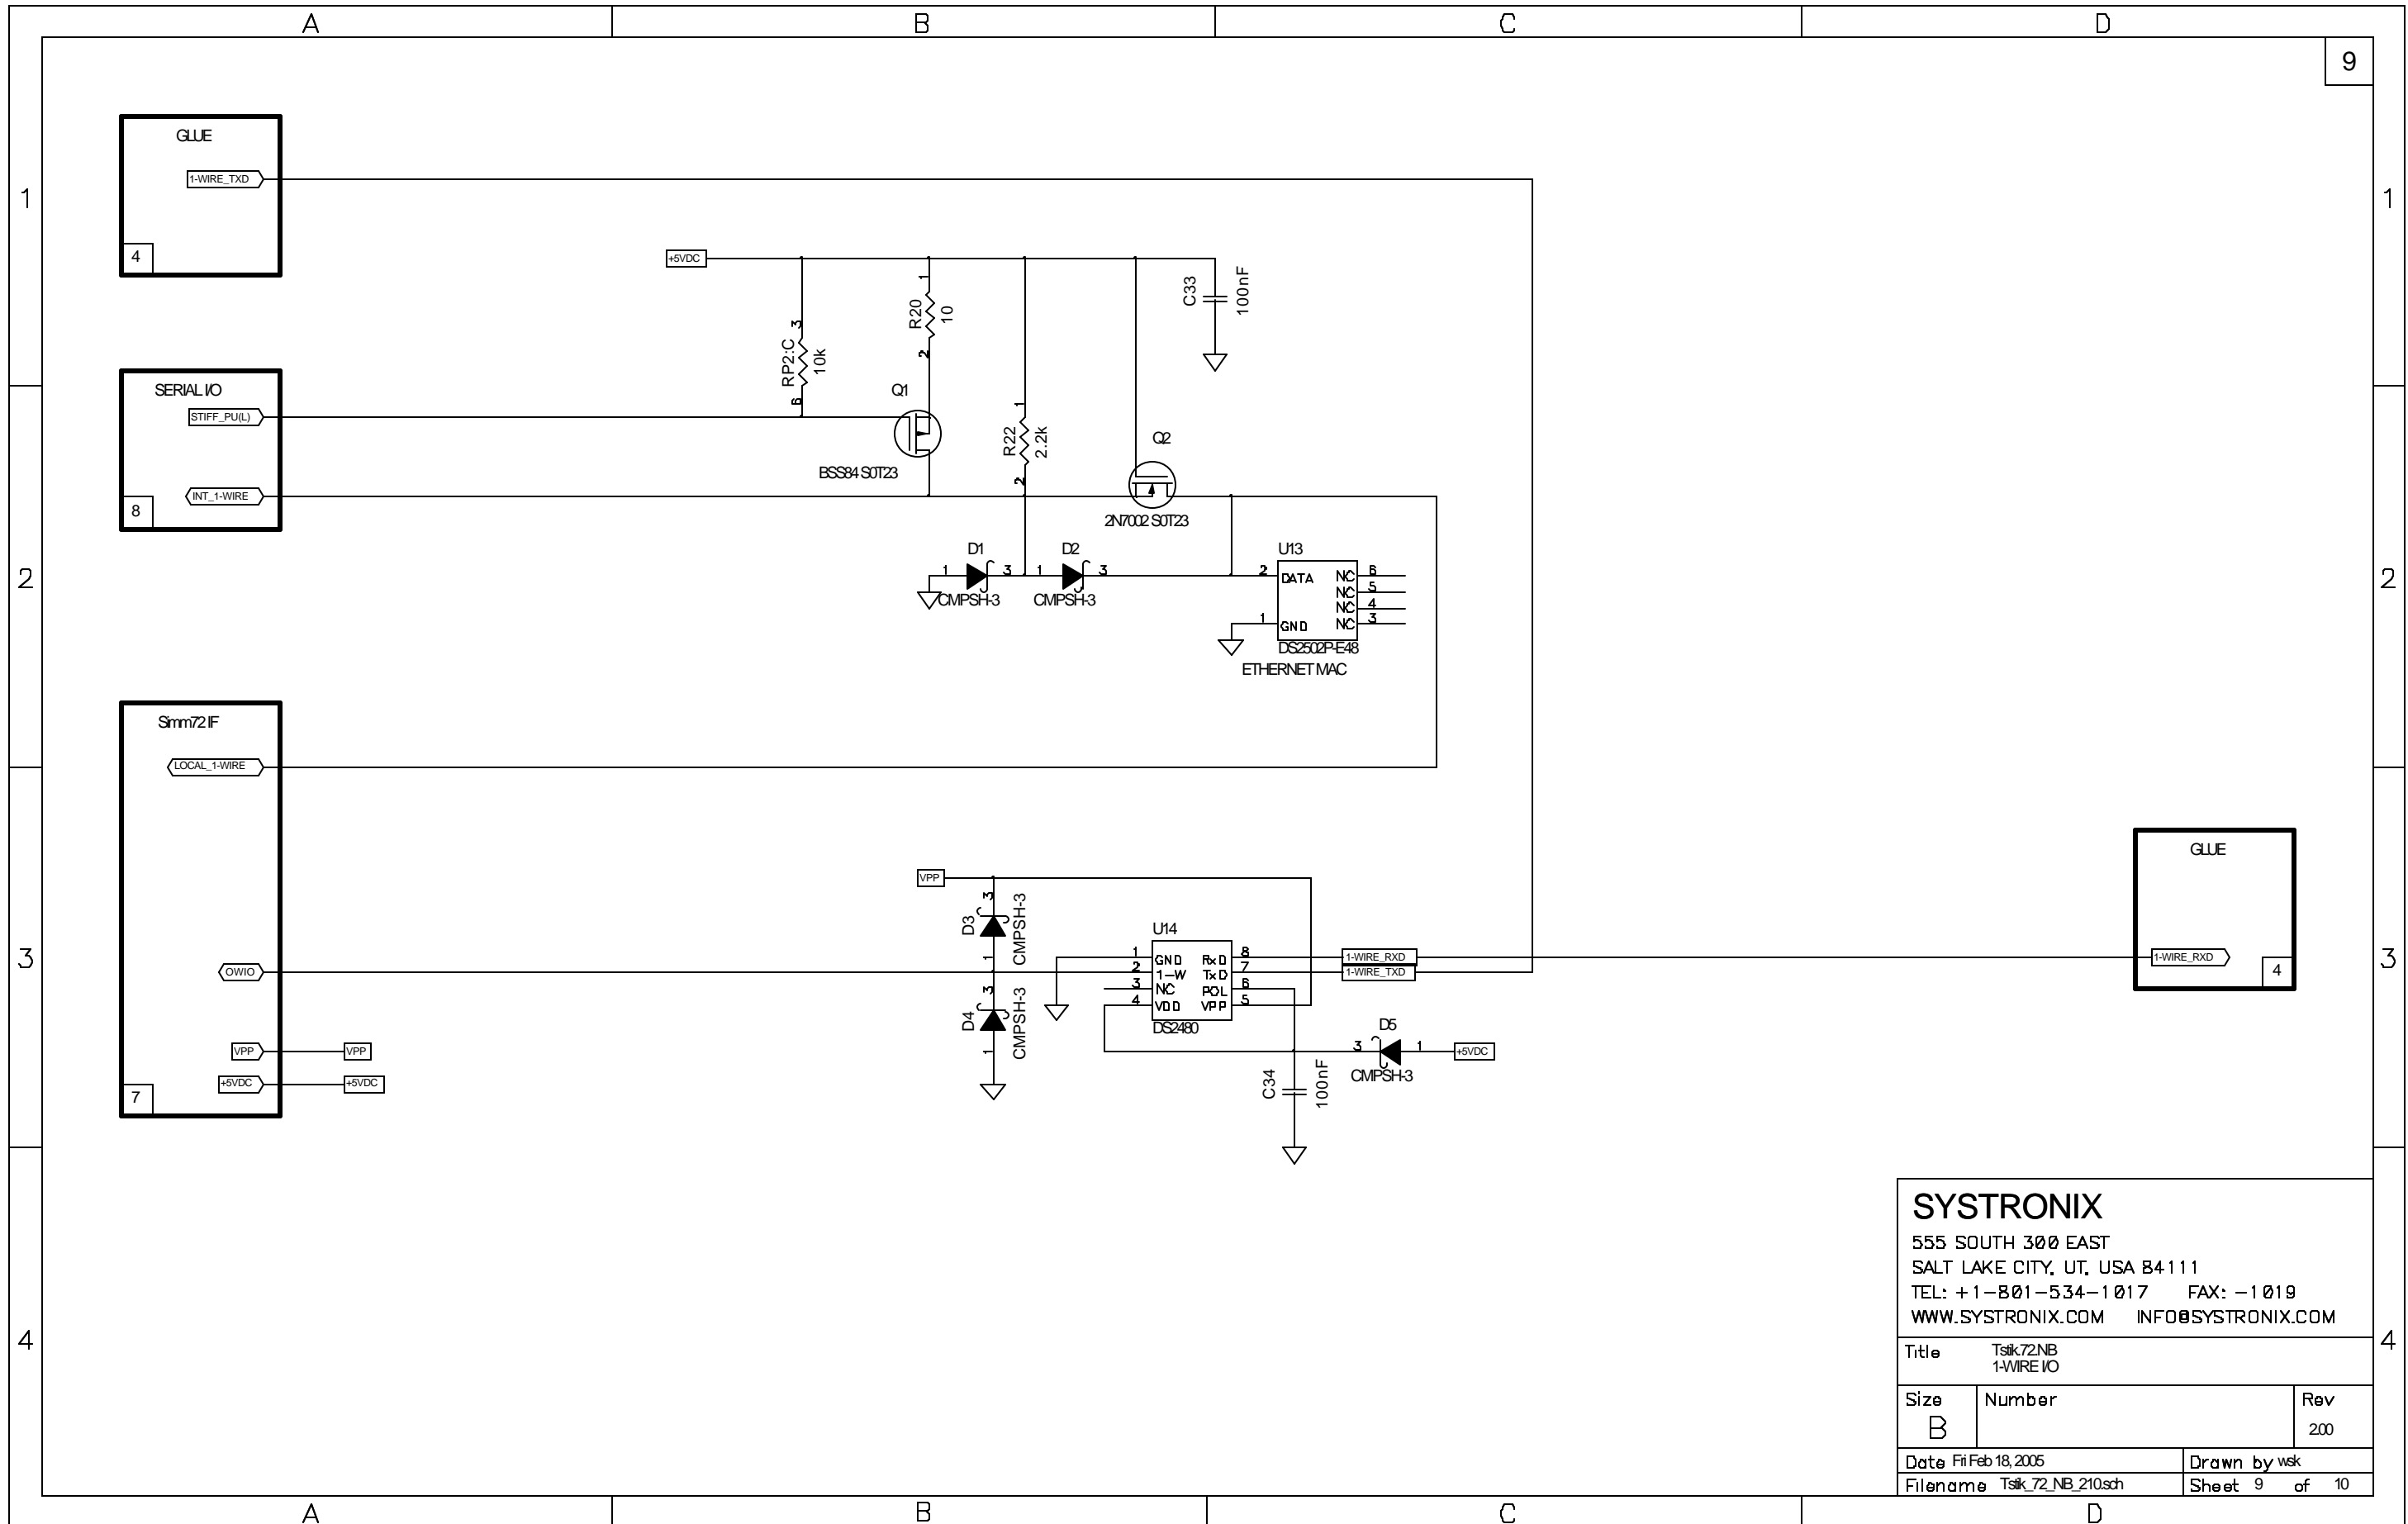 A B C D
9
GLUE
1-WIRE_TXD
4
1 1
+5VDC
C33
100nF
R20
10
1
2
RP2:C
10k
3
6
SERIAL I/O
STIFF_PU(L)
INT_1-WIRE
8
Q1
BSS84 SOT23
R22
2.2k
1
2
Q2
2N7002 SOT23
2 2
D1
1 3
CMPSH-3
D2
1 3
CMPSH-3
U13
2 DATA NC 6
NC 5
NC 4
1 GND NC 3
DS2502P-E48
ETHERNET MAC
Simm72 IF
LOCAL_1-WIRE
OWIO
VPP VPP
+5VDC +5VDC
7
3 3
VPP
D3
CMPSH-3
3
1
D4
CMPSH-3
3
1
U14
1 GND RxD 8
2 1-W TxD 7
3 NC POL 6
4 VDD VPP 5
DS2480
1-WIRE_RXD
1-WIRE_TXD
D5
3 1
CMPSH-3
+5VDC
C34
100nF
GLUE
1-WIRE_RXD
4
4 4
SYSTRONIX
555 SOUTH 300 EAST
SALT LAKE CITY, UT, USA 84111
TEL: +1-801-534-1017 FAX: -1019
WWW.SYSTRONIX.COM INFO@SYSTRONIX.COM
Title Tstik.72.NB
1-WIRE I/O
Size Number Rev
B 2.00
Date Fri Feb 18, 2005 Drawn by wsk
Filename Tstik_72_NB_210.sch Sheet 9 of 10
A B C D